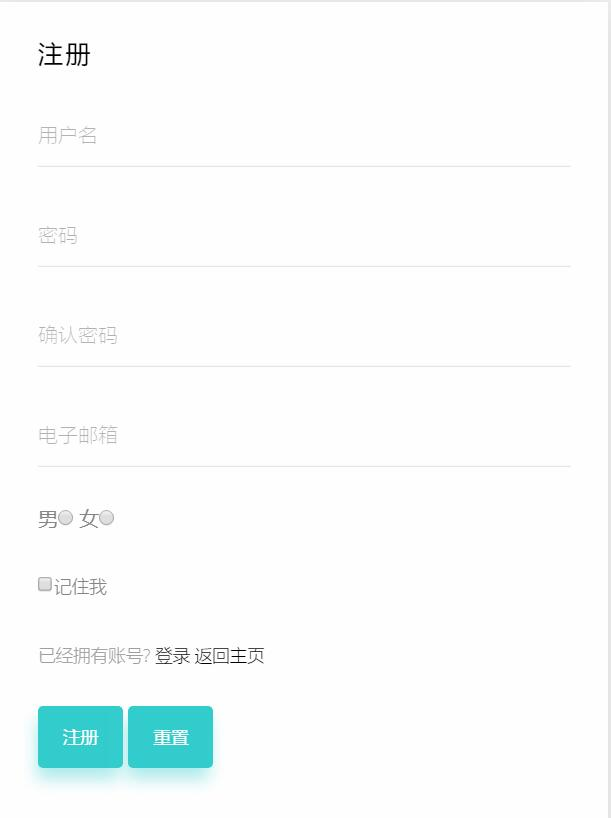 注册
用户名
密码
确认密码
电子邮箱
男 女
记住我
已经拥有账号? 登录 返回主页
注册 重置